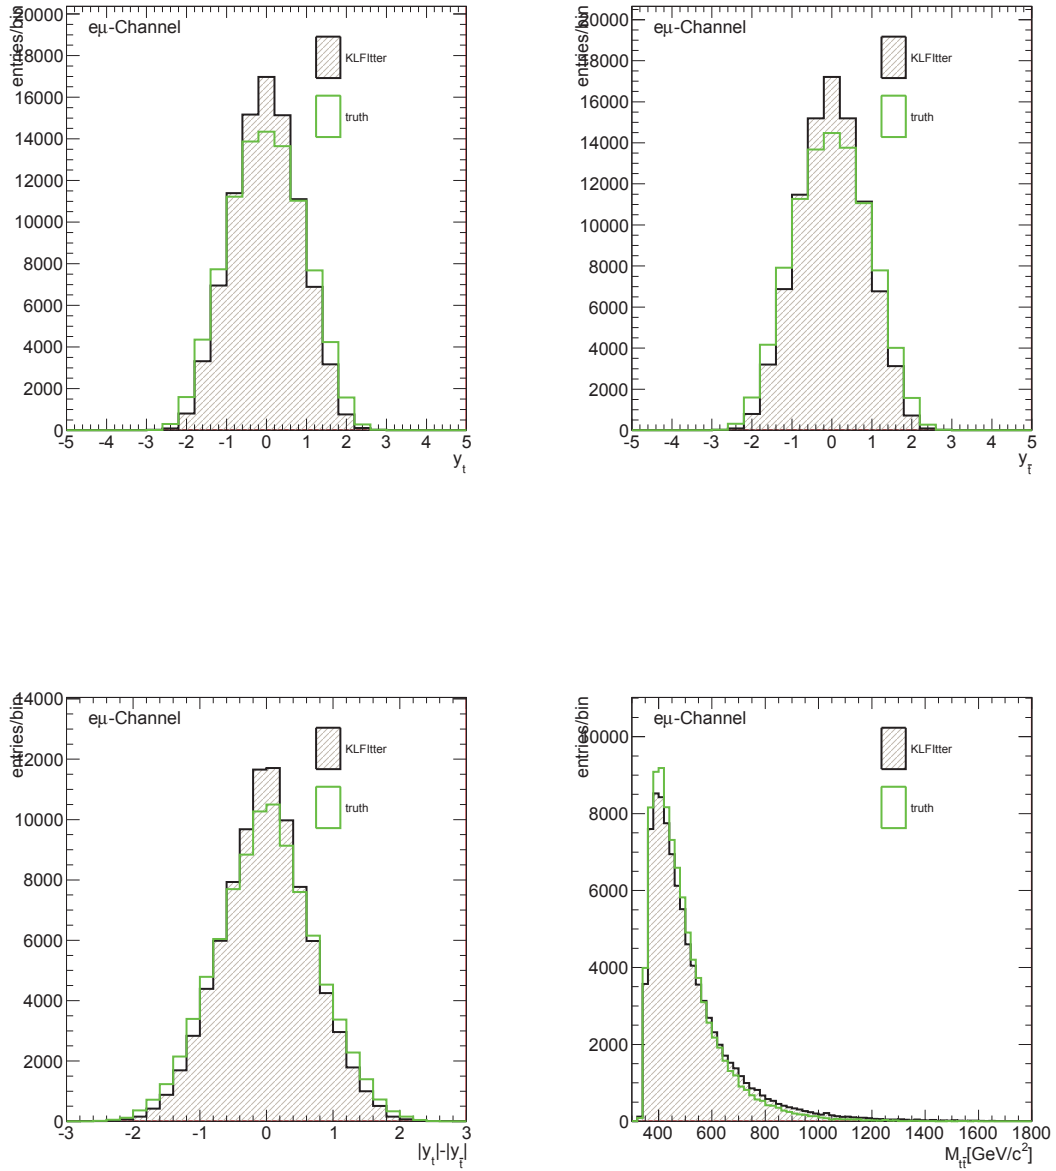 entries/bin
eμ-Channel
KLFItter
truth
20000
18000
16000
14000
12000
10000
8000
6000
4000
2000
0
-5 -4 -3 -2 -1 0 1 2 3 4 5
y_t
entries/bin
eμ-Channel
KLFItter
truth
20000
18000
16000
14000
12000
10000
8000
6000
4000
2000
0
-5 -4 -3 -2 -1 0 1 2 3 4 5
y_t̄
entries/bin
eμ-Channel
KLFItter
truth
14000
12000
10000
8000
6000
4000
2000
0
-3 -2 -1 0 1 2 3
|y_t|-|y_t̄|
entries/bin
eμ-Channel
KLFItter
truth
10000
8000
6000
4000
2000
0
400 600 800 1000 1200 1400 1600 1800
M_tt̄[GeV/c²]